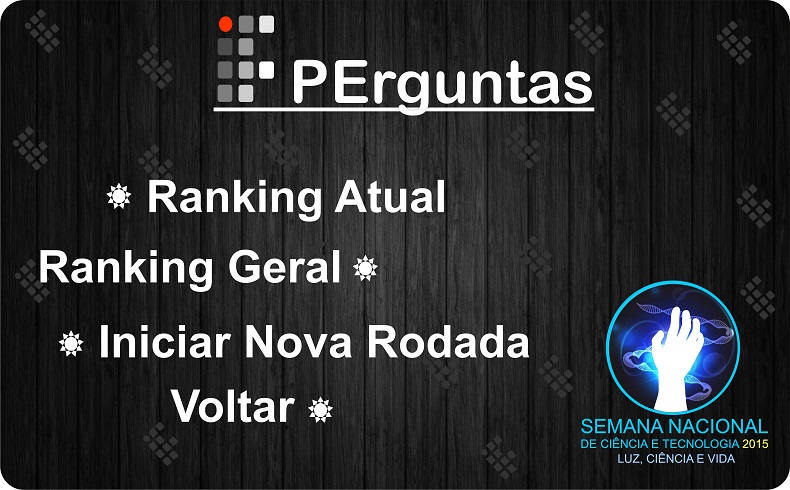 PErguntas
Ranking Atual
Ranking Geral
Iniciar Nova Rodada
Voltar
SEMANA NACIONAL
DE CIÊNCIA E TECNOLOGIA 2015
LUZ, CIÊNCIA E VIDA